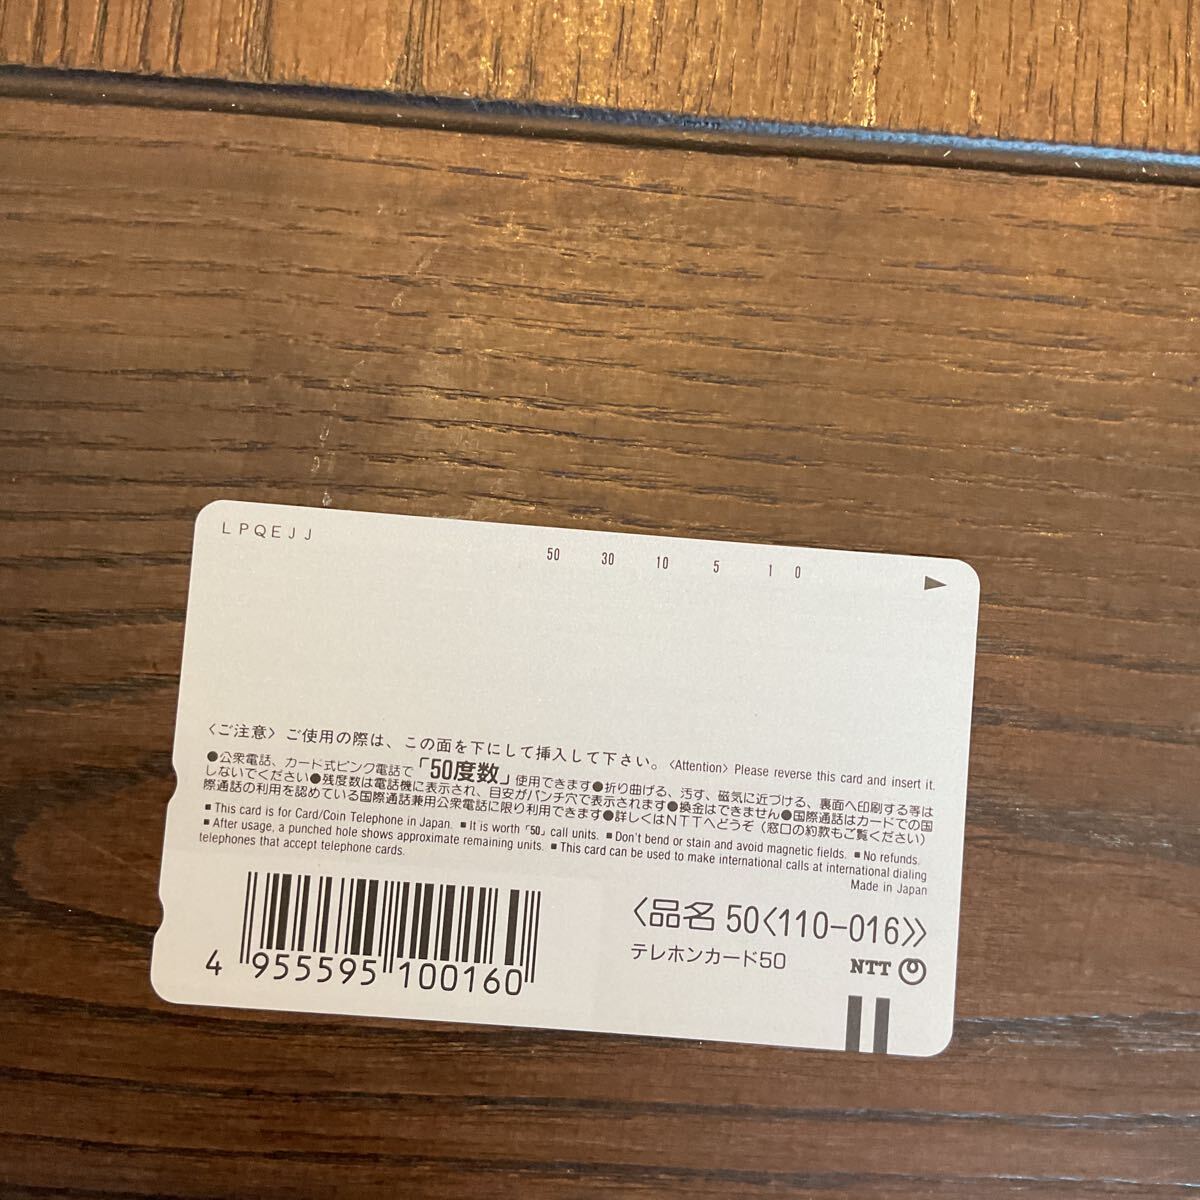 LPQEJJ
50 30 10 5 1 0
〈ご注意〉ご使用の際は、この面を下にして挿入して下さい。〈Attention〉Please reverse this card and insert it.
●公衆電話、カード式ピンク電話で「50度数」使用できます●折り曲げる、汚す、磁気に近づける、裏面へ印刷する等は
しないでください●残度数は電話機に表示され、目安がパンチ穴で表示されます●換金はできません●国際通話はカードでの国
際通話の利用を認めている国際通話兼用公衆電話に限り利用できます●詳しくはNTTへどうぞ（窓口の約款もご覧ください）
■This card is for Card/Coin Telephone in Japan. ■It is worth「50」call units. ■Don't bend or stain and avoid magnetic fields. ■No refunds.
■After usage, a punched hole shows approximate remaining units. ■This card can be used to make international calls at international dialing
telephones that accept telephone cards.
Made in Japan
〈品名 50〈110-016〉〉
テレホンカード50
NTT
4 955595 100160